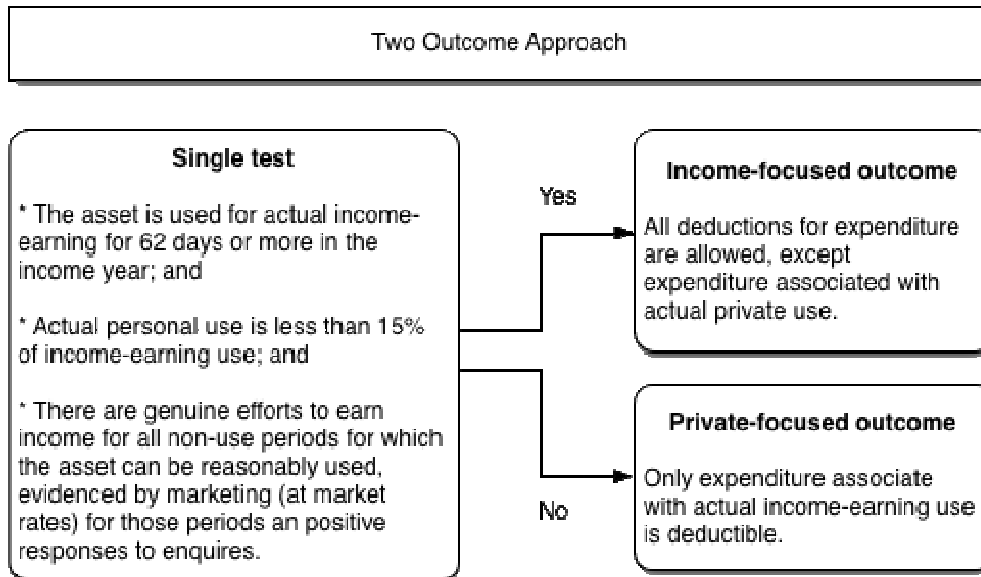 Two Outcome Approach
Single test
* The asset is used for actual income-
earning for 62 days or more in the
income year; and
* Actual personal use is less than 15%
of income-earning use; and
* There are genuine efforts to earn
income for all non-use periods for which
the asset can be reasonably used,
evidenced by marketing (at market
rates) for those periods an positive
responses to enquires.
Yes
No
Income-focused outcome
All deductions for expenditure
are allowed, except
expenditure associated with
actual private use.
Private-focused outcome
Only expenditure associate
with actual income-earning use
is deductible.